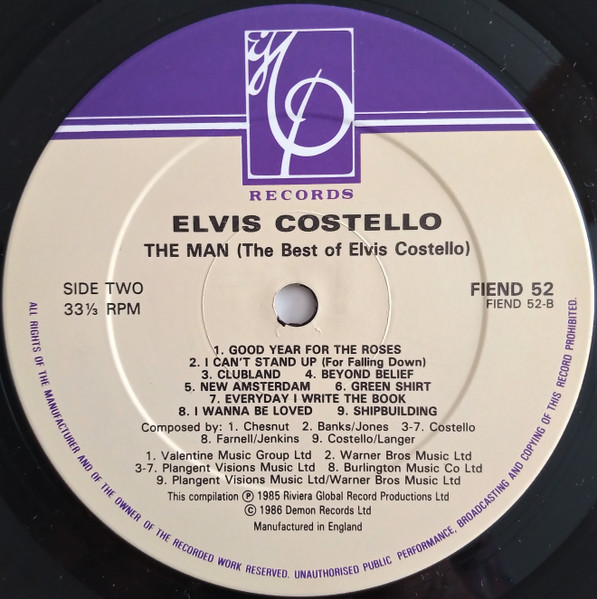 imp
RECORDS
ELVIS COSTELLO
THE MAN (The Best of Elvis Costello)
SIDE TWO
33⅓ RPM
FIEND 52
FIEND 52-B
1. GOOD YEAR FOR THE ROSES
2. I CAN'T STAND UP (For Falling Down)
3. CLUBLAND 4. BEYOND BELIEF
5. NEW AMSTERDAM 6. GREEN SHIRT
7. EVERYDAY I WRITE THE BOOK
8. I WANNA BE LOVED 9. SHIPBUILDING
Composed by: 1. Chesnut 2. Banks/Jones 3-7. Costello
8. Farnell/Jenkins 9. Costello/Langer
1. Valentine Music Group Ltd 2. Warner Bros Music Ltd
3-7. Plangent Visions Music Ltd 8. Burlington Music Co Ltd
9. Plangent Visions Music Ltd/Warner Bros Music Ltd
This compilation ℗ 1985 Riviera Global Record Productions Ltd
© 1986 Demon Records Ltd
Manufactured in England
ALL RIGHTS OF THE MANUFACTURER AND OF THE OWNER OF THE RECORDED WORK RESERVED. UNAUTHORISED PUBLIC PERFORMANCE, BROADCASTING AND COPYING OF THIS RECORD PROHIBITED.